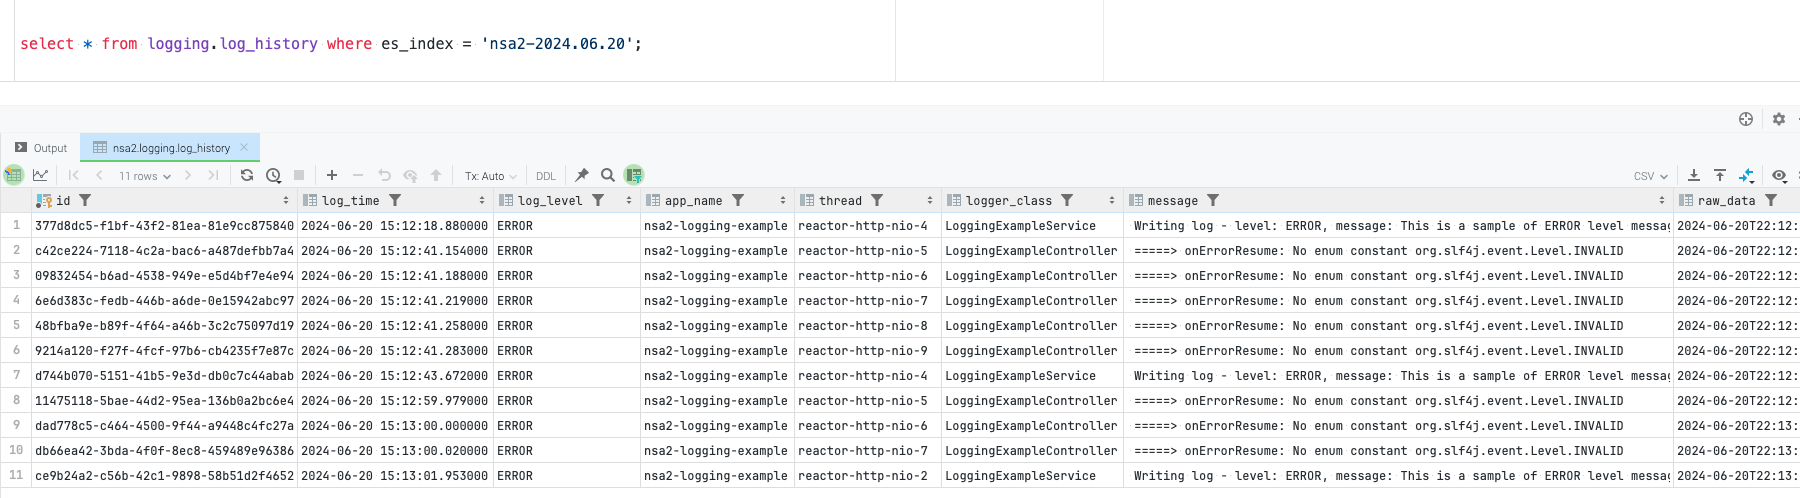 select * from logging.log_history where es_index = 'nsa2-2024.06.20';
Output nsa2.logging.log_history
11 rows Tx: Auto DDL CSV
id log_time log_level app_name thread logger_class message raw_data
1 377d8dc5-f1bf-43f2-81ea-81e9cc875840 2024-06-20 15:12:18.880000 ERROR nsa2-logging-example reactor-http-nio-4 LoggingExampleService Writing log - level: ERROR, message: This is a sample of ERROR level messag 2024-06-20T22:12:
2 c42ce224-7118-4c2a-bac6-a487defbb7a4 2024-06-20 15:12:41.154000 ERROR nsa2-logging-example reactor-http-nio-5 LoggingExampleController =====> onErrorResume: No enum constant org.slf4j.event.Level.INVALID 2024-06-20T22:12:
3 09832454-b6ad-4538-949e-e5d4bf7e4e94 2024-06-20 15:12:41.188000 ERROR nsa2-logging-example reactor-http-nio-6 LoggingExampleController =====> onErrorResume: No enum constant org.slf4j.event.Level.INVALID 2024-06-20T22:12:
4 6e6d383c-fedb-446b-a6de-0e15942abc97 2024-06-20 15:12:41.219000 ERROR nsa2-logging-example reactor-http-nio-7 LoggingExampleController =====> onErrorResume: No enum constant org.slf4j.event.Level.INVALID 2024-06-20T22:12:
5 48bfba9e-b89f-4f64-a46b-3c2c75097d19 2024-06-20 15:12:41.258000 ERROR nsa2-logging-example reactor-http-nio-8 LoggingExampleController =====> onErrorResume: No enum constant org.slf4j.event.Level.INVALID 2024-06-20T22:12:
6 9214a120-f27f-4fcf-97b6-cb4235f7e87c 2024-06-20 15:12:41.283000 ERROR nsa2-logging-example reactor-http-nio-9 LoggingExampleController =====> onErrorResume: No enum constant org.slf4j.event.Level.INVALID 2024-06-20T22:12:
7 d744b070-5151-41b5-9e3d-db0c7c44abab 2024-06-20 15:12:43.672000 ERROR nsa2-logging-example reactor-http-nio-4 LoggingExampleService Writing log - level: ERROR, message: This is a sample of ERROR level messag 2024-06-20T22:12:
8 11475118-5bae-44d2-95ea-136b0a2bc6e4 2024-06-20 15:12:59.979000 ERROR nsa2-logging-example reactor-http-nio-5 LoggingExampleController =====> onErrorResume: No enum constant org.slf4j.event.Level.INVALID 2024-06-20T22:12:
9 dad778c5-c464-4500-9f44-a9448c4fc27a 2024-06-20 15:13:00.000000 ERROR nsa2-logging-example reactor-http-nio-6 LoggingExampleController =====> onErrorResume: No enum constant org.slf4j.event.Level.INVALID 2024-06-20T22:13:
10 db66ea42-3bda-4f0f-8ec8-459489e96386 2024-06-20 15:13:00.020000 ERROR nsa2-logging-example reactor-http-nio-7 LoggingExampleController =====> onErrorResume: No enum constant org.slf4j.event.Level.INVALID 2024-06-20T22:13:
11 ce9b24a2-c56b-42c1-9898-58b51d2f4652 2024-06-20 15:13:01.953000 ERROR nsa2-logging-example reactor-http-nio-2 LoggingExampleService Writing log - level: ERROR, message: This is a sample of ERROR level messag 2024-06-20T22:13: